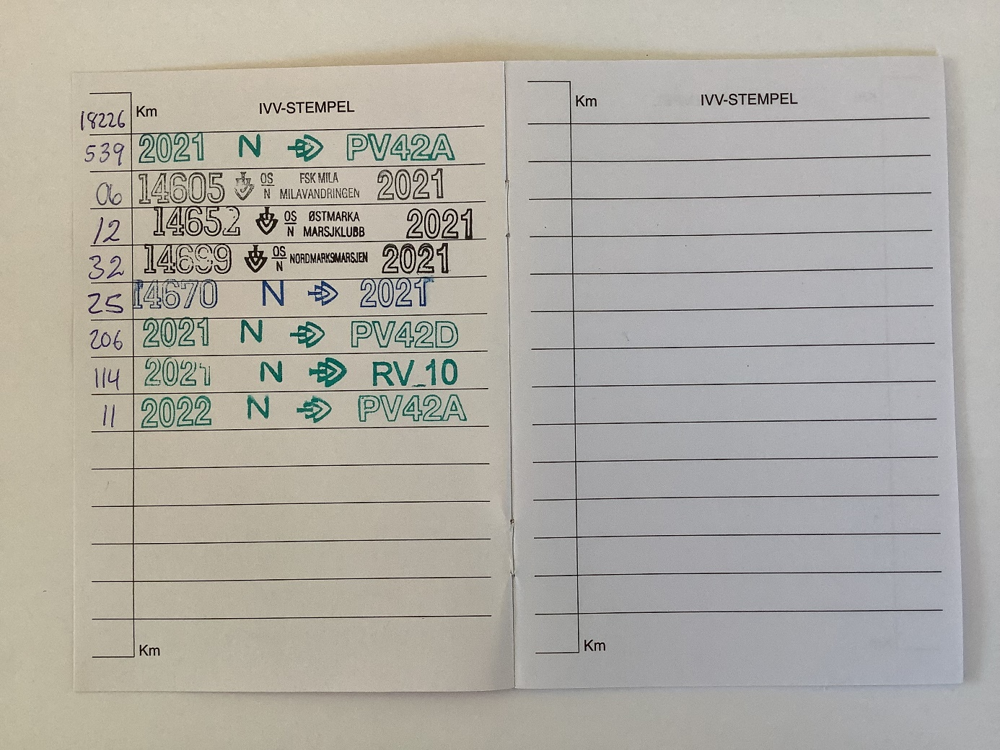 18226 Km IVV-STEMPEL
539 2021 N PV42A
06 14605 OS/N FSK MILA MILAVANDRINGEN 2021
12 14652 OS/N ØSTMARKA MARSJKLUBB 2021
32 14699 OS/N NORDMARKSMARSJEN 2021
25 14670 N 2021
206 2021 N PV42D
114 2021 N RV_10
11 2022 N PV42A
Km
Km IVV-STEMPEL
Km